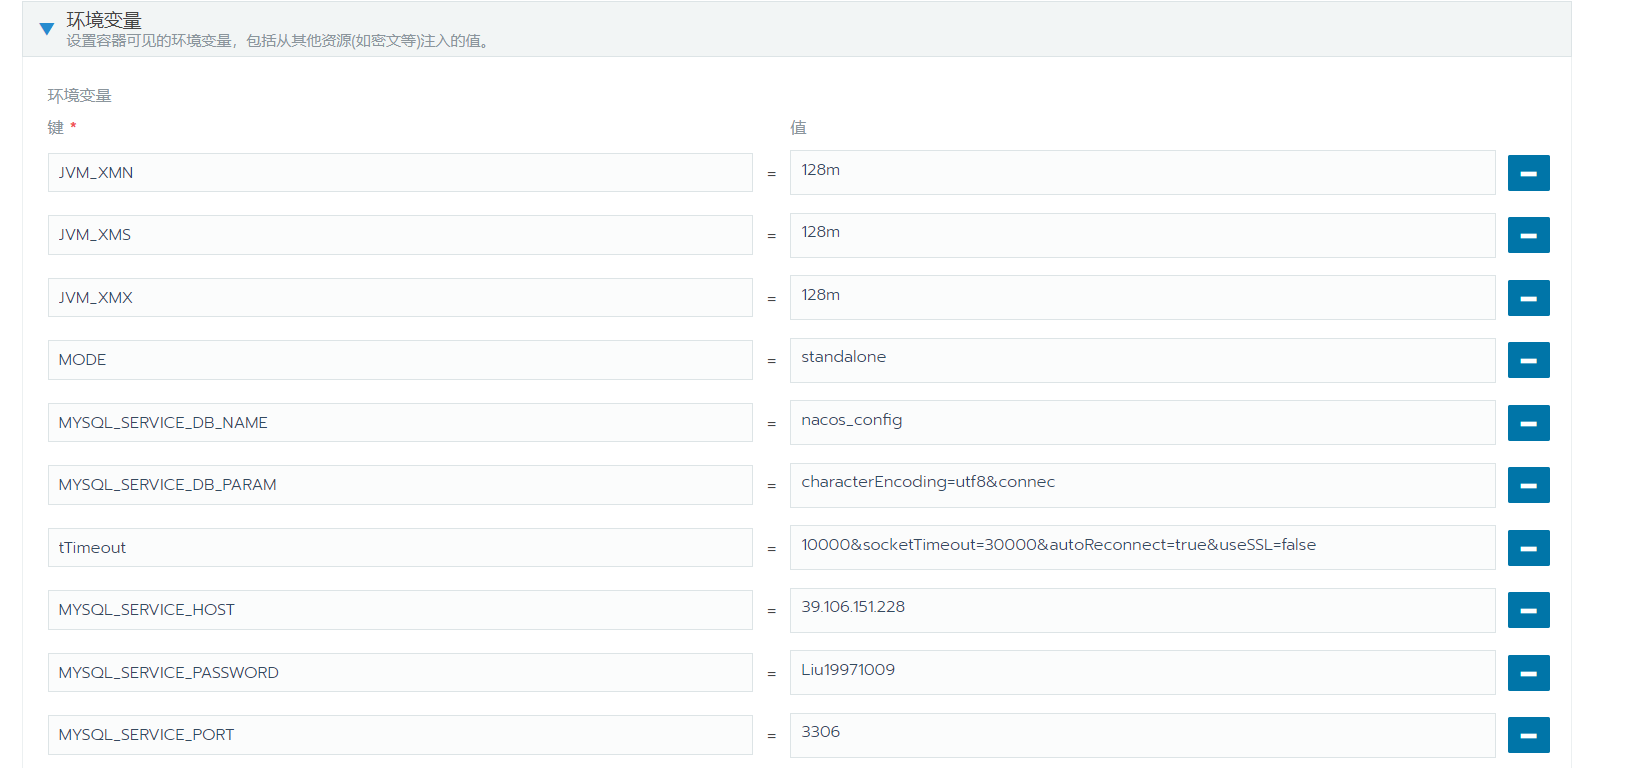 环境变量
设置容器可见的环境变量，包括从其他资源(如密文等)注入的值。
环境变量
键 * 值
JVM_XMN = 128m
JVM_XMS = 128m
JVM_XMX = 128m
MODE = standalone
MYSQL_SERVICE_DB_NAME = nacos_config
MYSQL_SERVICE_DB_PARAM = characterEncoding=utf8&connec
tTimeout = 10000&socketTimeout=30000&autoReconnect=true&useSSL=false
MYSQL_SERVICE_HOST = 39.106.151.228
MYSQL_SERVICE_PASSWORD = Liu19971009
MYSQL_SERVICE_PORT = 3306